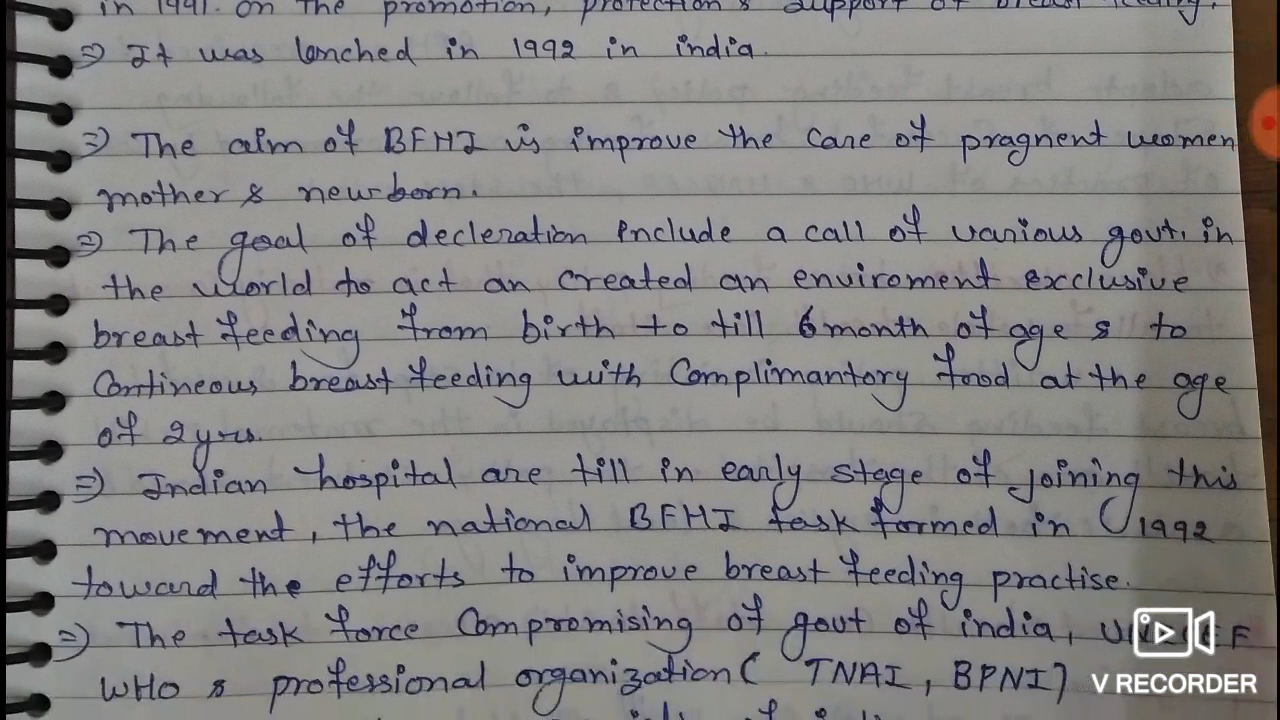 in 1991. on the promotion, protection & support of breast feeding.
⇒ It was lonched in 1992 in india.
⇒ The aim of BFHI is improve the care of pragnent women
mother & newborn.
⇒ The goal of decleration include a call of various govt. in
the world to act an created an enviroment exclusive
breast feeding from birth to till 6 month of age & to
Contineous breast feeding with Complimantory food at the age
of 2 yrs.
⇒ Indian hospital are till in early stage of joining this
movement, the national BFHI task formed in 1992
toward the efforts to improve breast feeding practise.
⇒ The task force Compromising of govt of india,
WHO & professional organization ( TNAI, BPNI)
V RECORDER